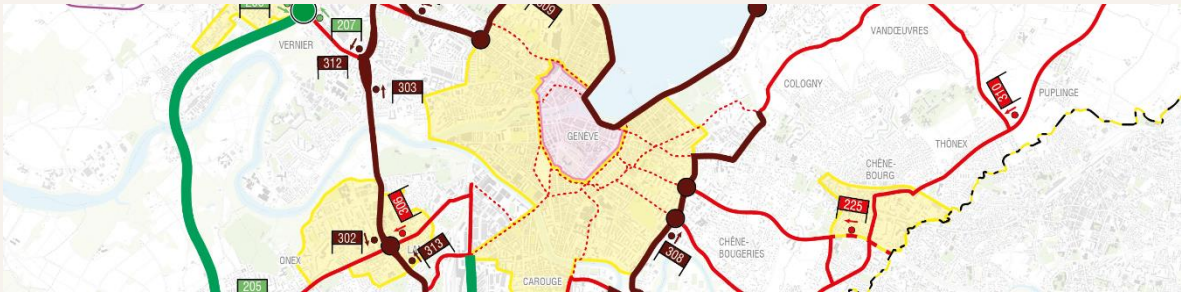 309
207
VERNIER
312
303
VANDŒUVRES
COLOGNY
310
PUPLINGE
GENÈVE
THÔNEX
CHÊNE-
BOURG
306
225
302
313
ONEX
CHÊNE-
BOUGERIES
308
205
CAROUGE